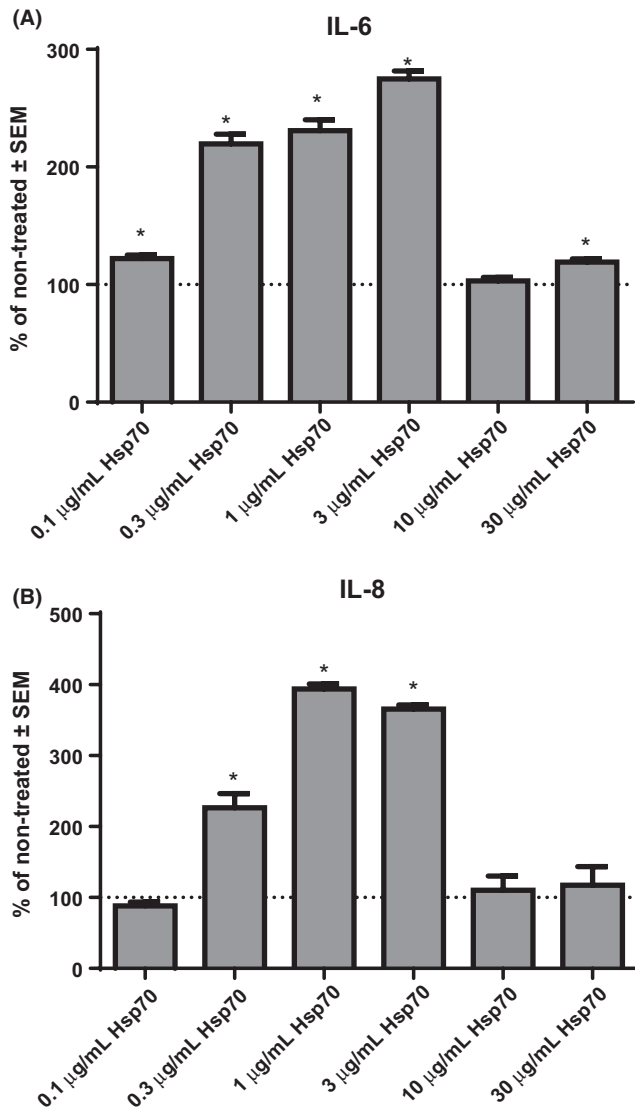 (A)
IL-6
% of non-treated ± SEM
300
200
100
0
*
*
*
*
*
0.1 μg/mL Hsp70
0.3 μg/mL Hsp70
1 μg/mL Hsp70
3 μg/mL Hsp70
10 μg/mL Hsp70
30 μg/mL Hsp70
(B)
IL-8
% of non-treated ± SEM
500
400
300
200
100
0
*
*
*
0.1 μg/mL Hsp70
0.3 μg/mL Hsp70
1 μg/mL Hsp70
3 μg/mL Hsp70
10 μg/mL Hsp70
30 μg/mL Hsp70